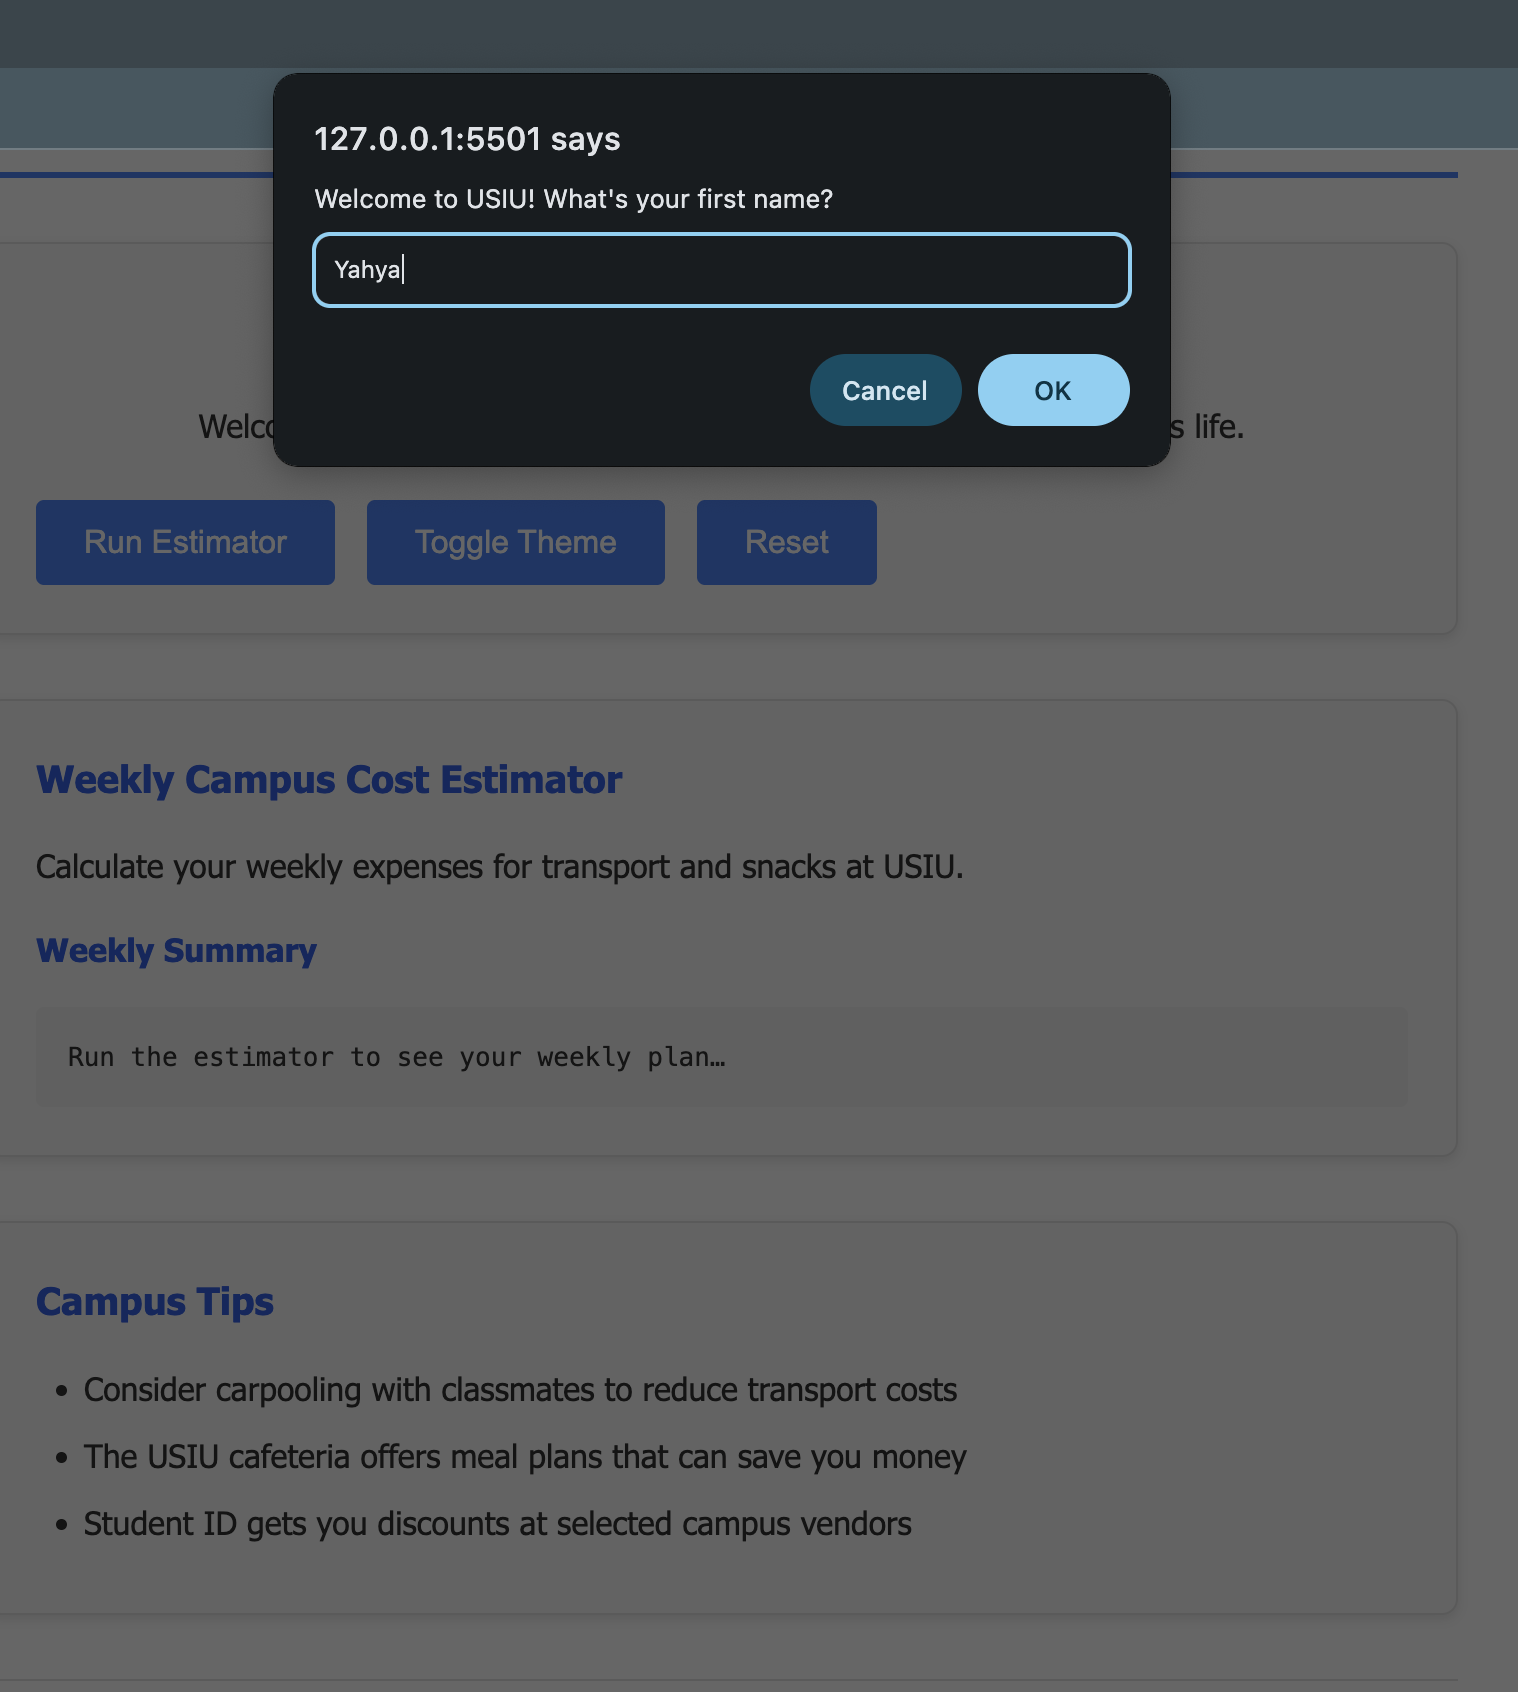 127.0.0.1:5501 says
Welcome to USIU! What's your first name?
Yahya
Cancel
OK
s life.
Run Estimator
Toggle Theme
Reset
Weekly Campus Cost Estimator
Calculate your weekly expenses for transport and snacks at USIU.
Weekly Summary
Run the estimator to see your weekly plan…
Campus Tips
• Consider carpooling with classmates to reduce transport costs
• The USIU cafeteria offers meal plans that can save you money
• Student ID gets you discounts at selected campus vendors